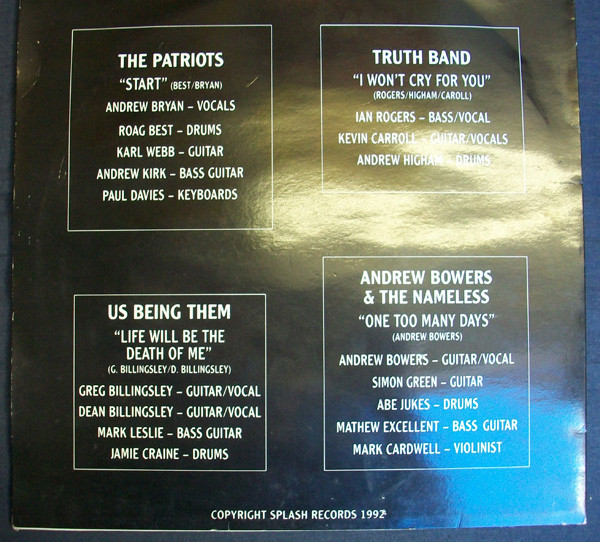 THE PATRIOTS
"START" (BEST/BRYAN)
ANDREW BRYAN – VOCALS
ROAG BEST – DRUMS
KARL WEBB – GUITAR
ANDREW KIRK – BASS GUITAR
PAUL DAVIES – KEYBOARDS
TRUTH BAND
"I WON'T CRY FOR YOU"
(ROGERS/HIGHAM/CAROLL)
IAN ROGERS – BASS/VOCAL
KEVIN CARROLL – GUITAR/VOCALS
ANDREW HIGHAM – DRUMS
US BEING THEM
"LIFE WILL BE THE
DEATH OF ME"
(G. BILLINGSLEY/D. BILLINGSLEY)
GREG BILLINGSLEY – GUITAR/VOCAL
DEAN BILLINGSLEY – GUITAR/VOCAL
MARK LESLIE – BASS GUITAR
JAMIE CRAINE – DRUMS
ANDREW BOWERS
& THE NAMELESS
"ONE TOO MANY DAYS"
(ANDREW BOWERS)
ANDREW BOWERS – GUITAR/VOCAL
SIMON GREEN – GUITAR
ABE JUKES – DRUMS
MATHEW EXCELLENT – BASS GUITAR
MARK CARDWELL – VIOLINIST
COPYRIGHT SPLASH RECORDS 1992